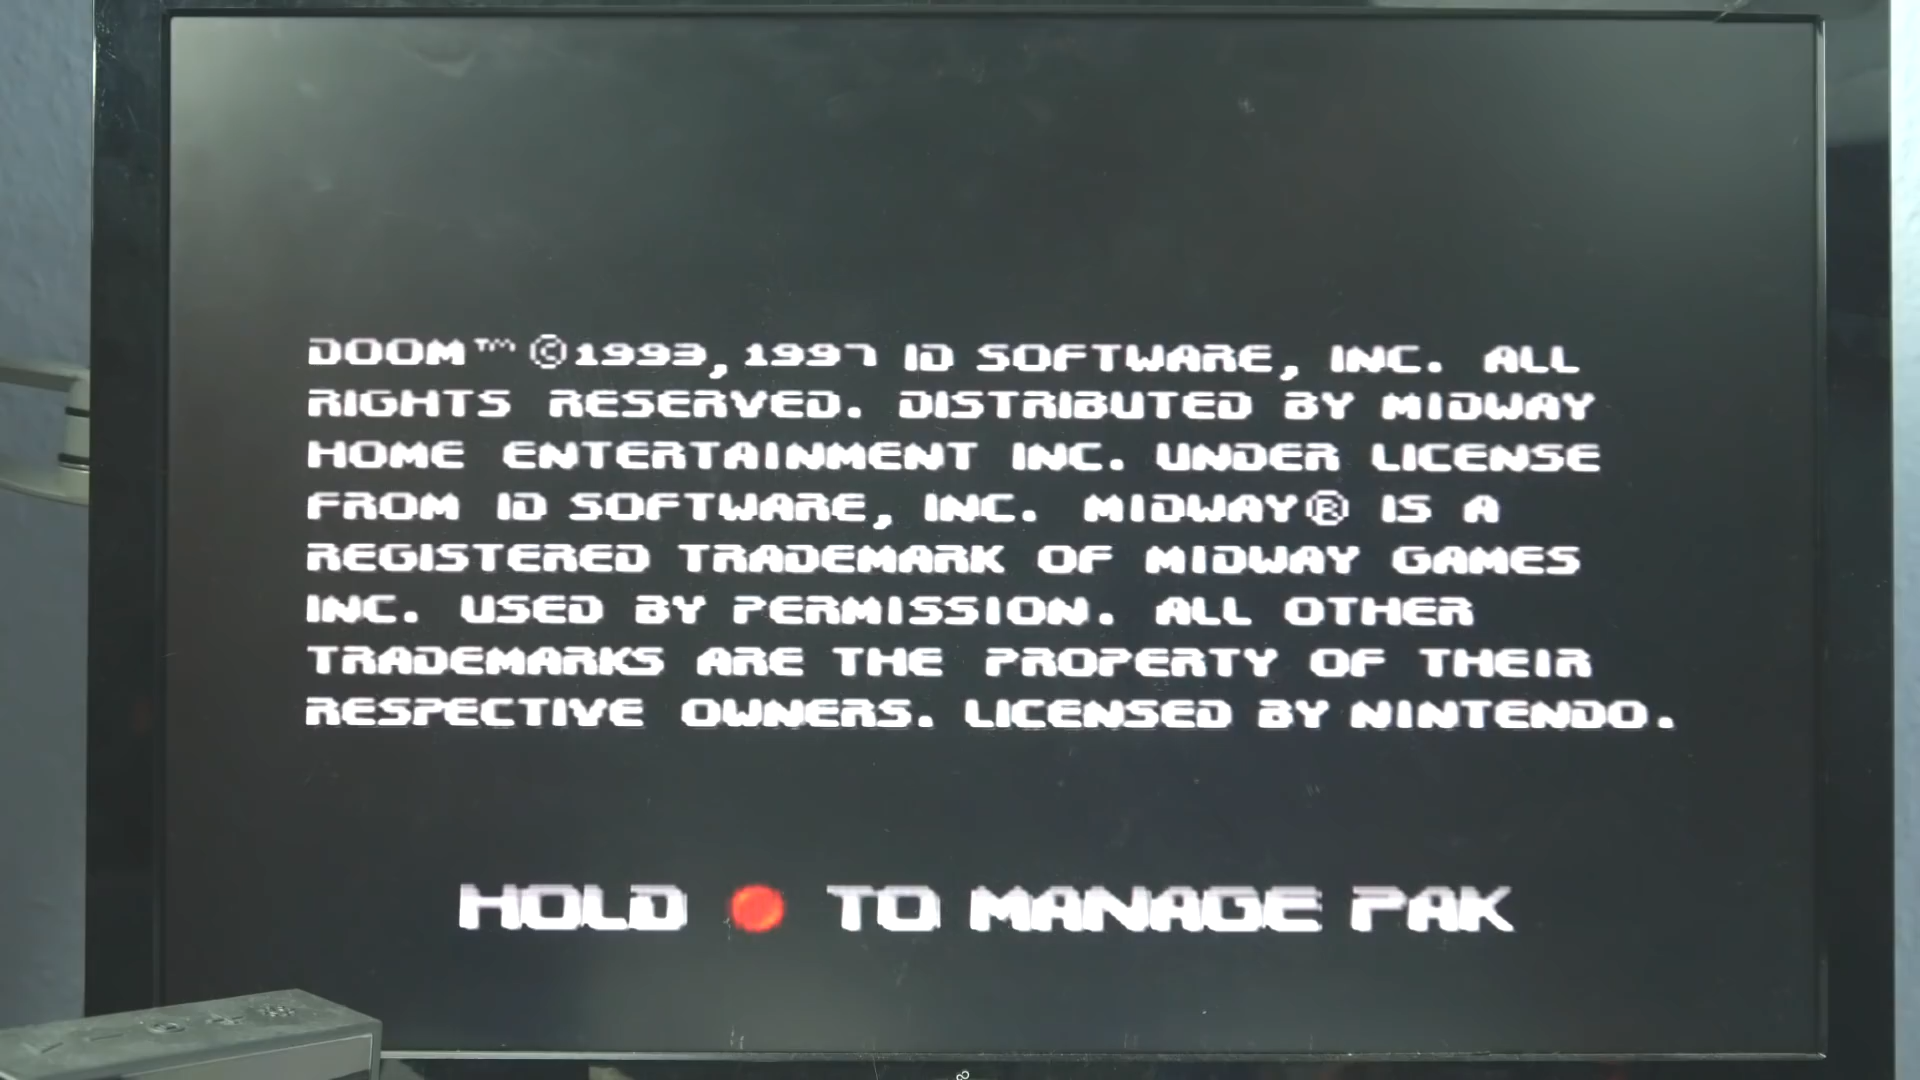 DOOM™ ©1993, 1997 ID SOFTWARE, INC. ALL
RIGHTS RESERVED. DISTRIBUTED BY MIDWAY
HOME ENTERTAINMENT INC. UNDER LICENSE
FROM ID SOFTWARE, INC. MIDWAY® IS A
REGISTERED TRADEMARK OF MIDWAY GAMES
INC. USED BY PERMISSION. ALL OTHER
TRADEMARKS ARE THE PROPERTY OF THEIR
RESPECTIVE OWNERS. LICENSED BY NINTENDO.
HOLD TO MANAGE PAK